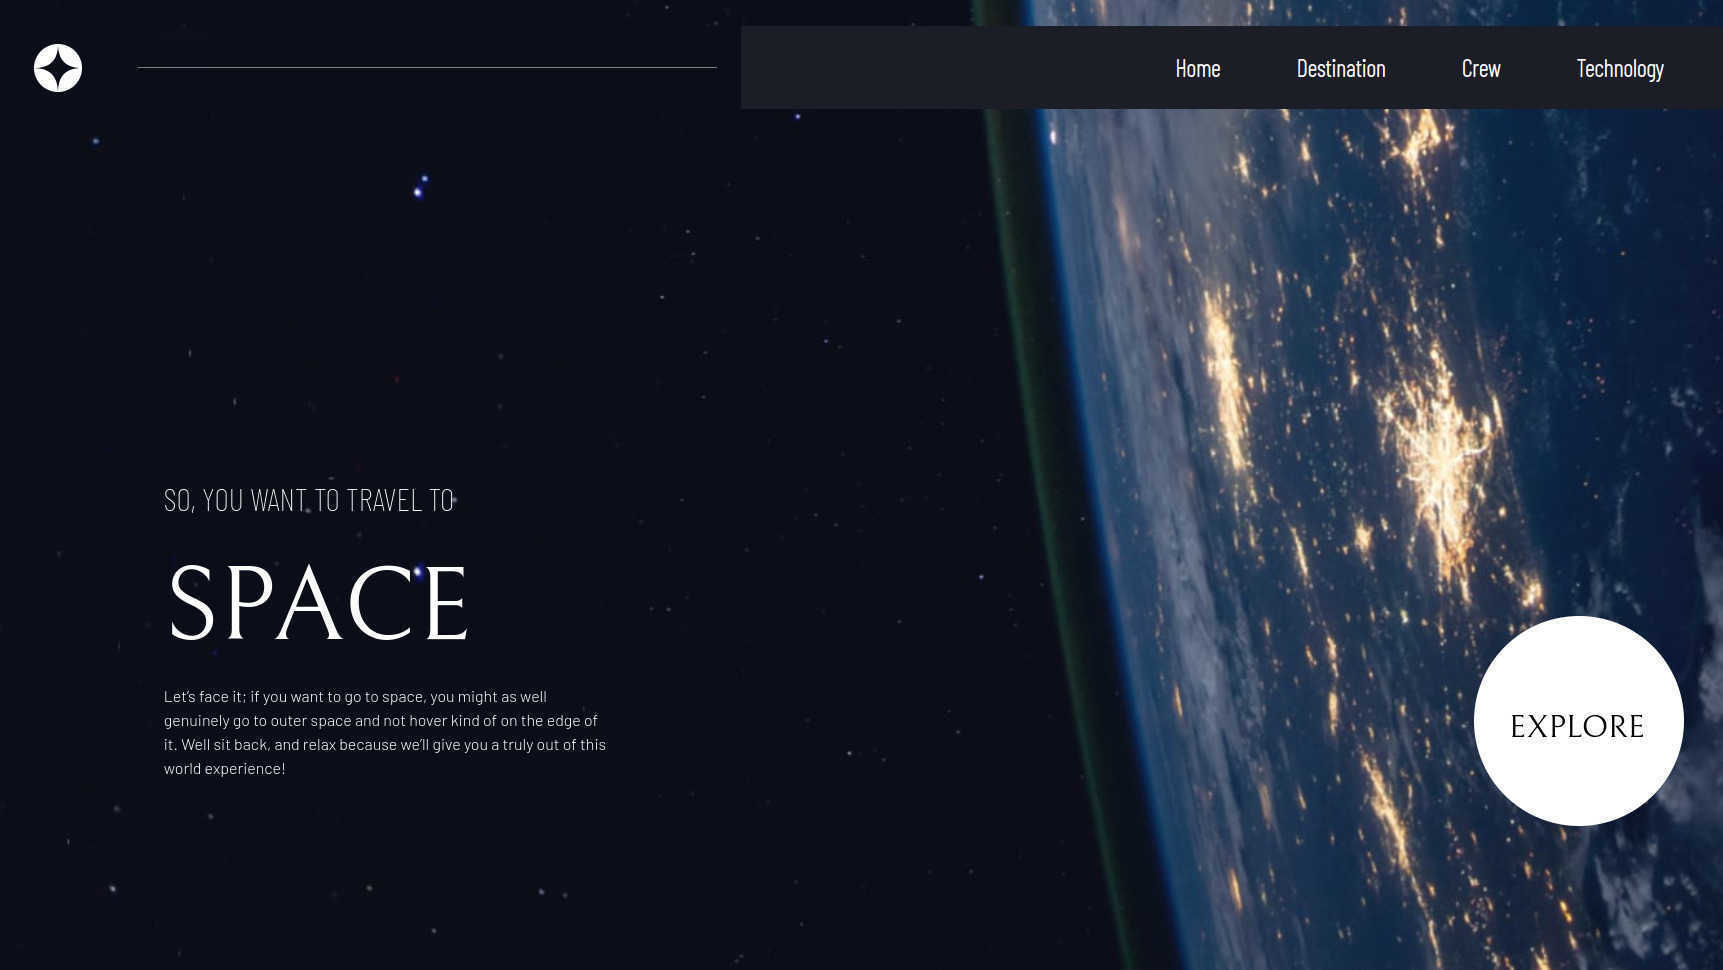 Home Destination Crew Technology
SO, YOU WANT TO TRAVEL TO
SPACE
Let’s face it; if you want to go to space, you might as well
genuinely go to outer space and not hover kind of on the edge of
it. Well sit back, and relax because we’ll give you a truly out of this
world experience!
EXPLORE